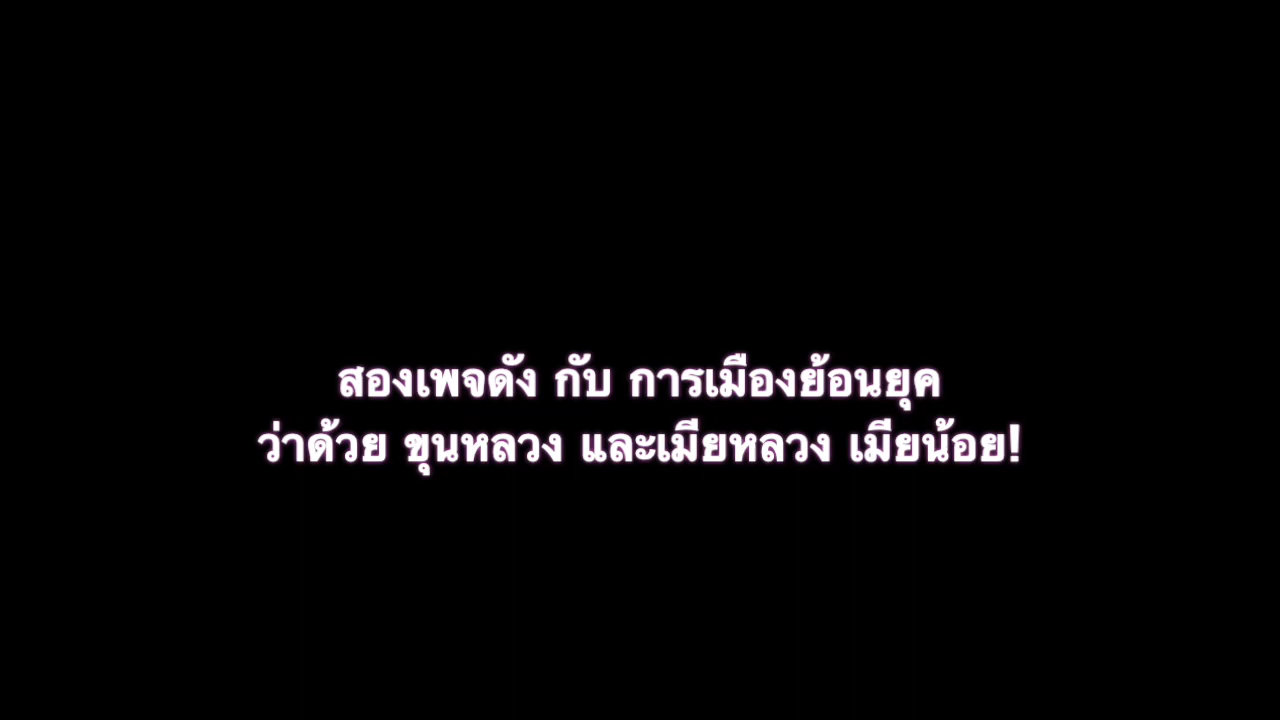 สองเพจดัง กับ การเมืองย้อนยุค
ว่าด้วย ขุนหลวง และเมียหลวง เมียน้อย!